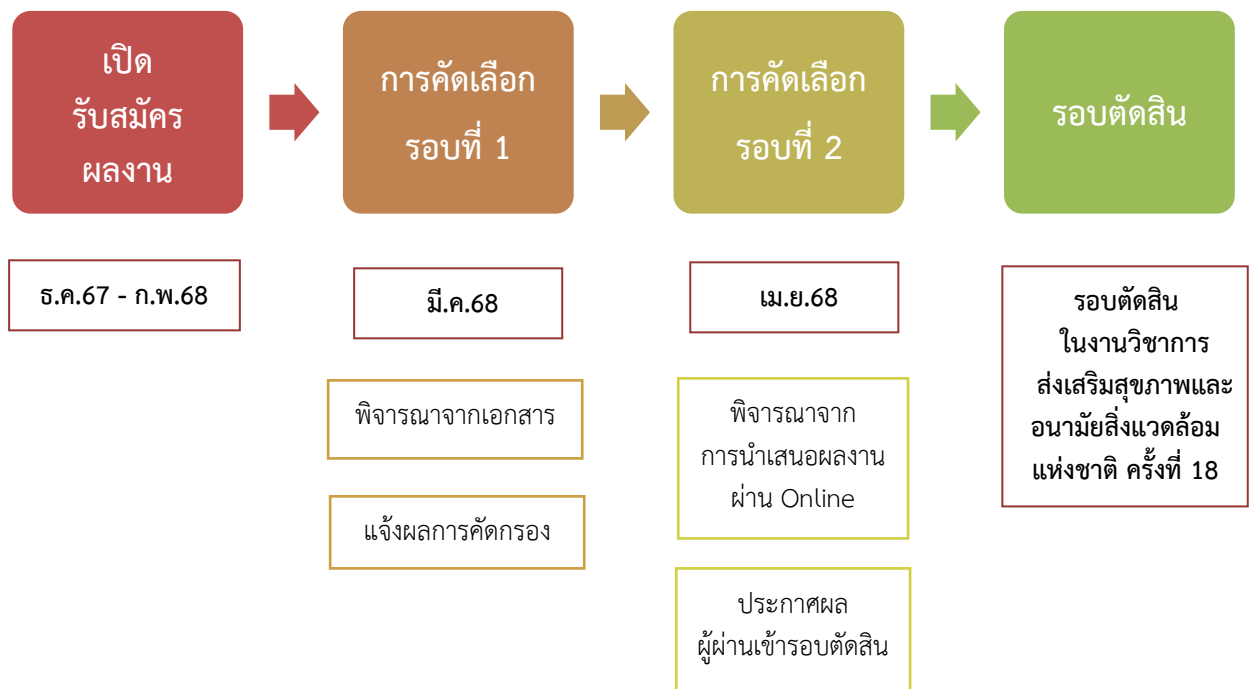 เปิด
รับสมัคร
ผลงาน
การคัดเลือก
รอบที่ 1
การคัดเลือก
รอบที่ 2
รอบตัดสิน
ธ.ค.67 - ก.พ.68
มี.ค.68
เม.ย.68
รอบตัดสิน
ในงานวิชาการ
ส่งเสริมสุขภาพและ
อนามัยสิ่งแวดล้อม
แห่งชาติ ครั้งที่ 18
พิจารณาจากเอกสาร
แจ้งผลการคัดกรอง
พิจารณาจาก
การนำเสนอผลงาน
ผ่าน Online
ประกาศผล
ผู้ผ่านเข้ารอบตัดสิน